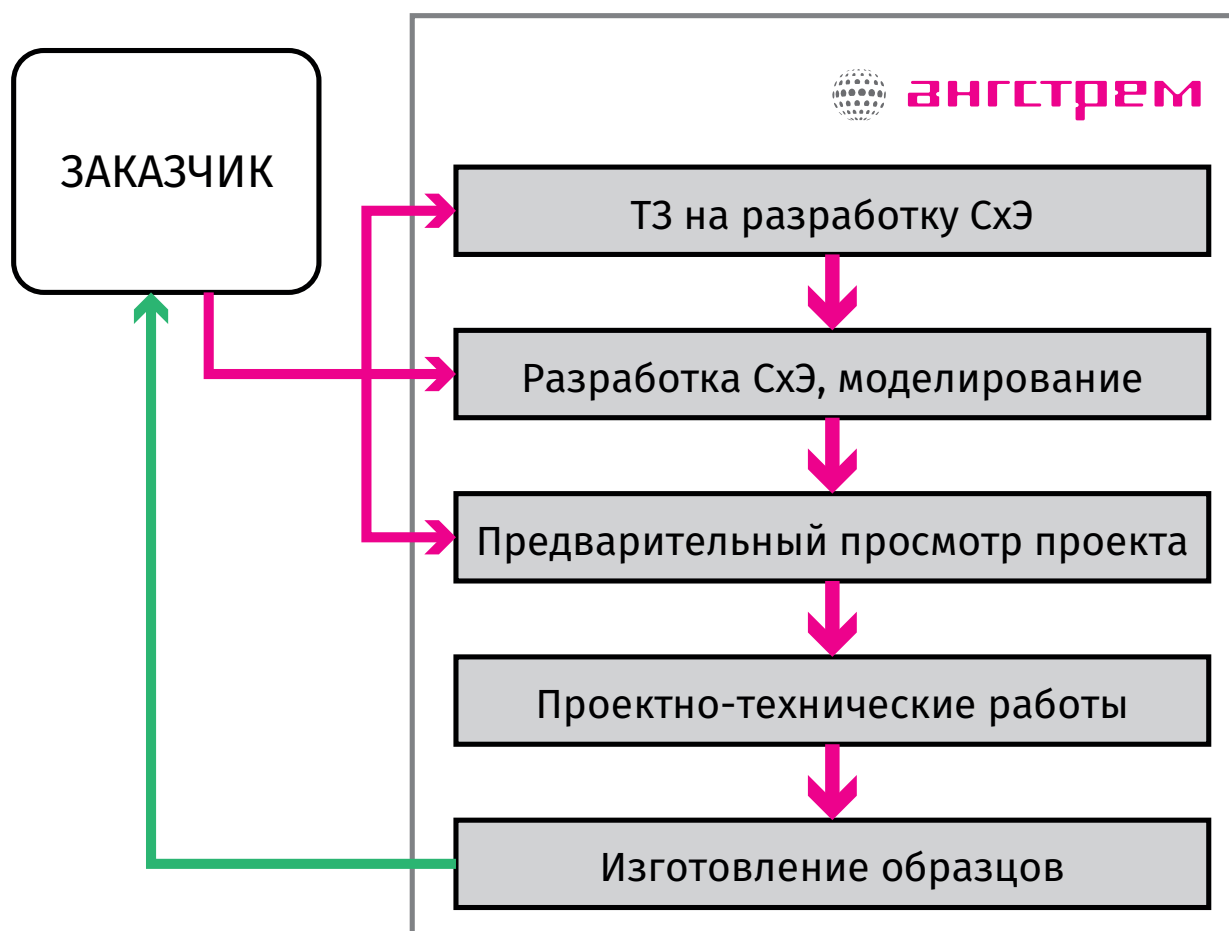 ангстрем
ЗАКАЗЧИК
ТЗ на разработку СхЭ
Разработка СхЭ, моделирование
Предварительный просмотр проекта
Проектно-технические работы
Изготовление образцов